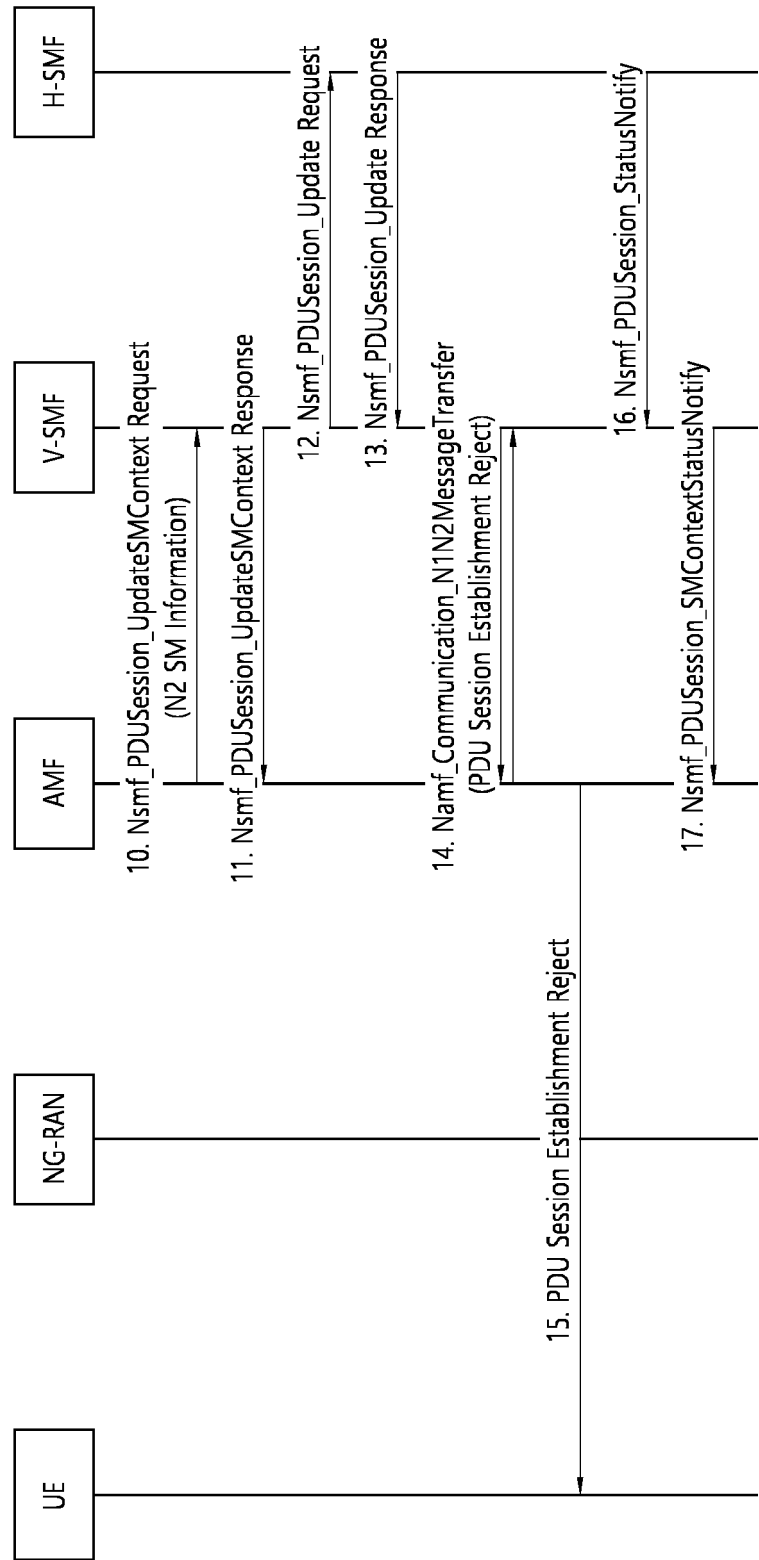 UE
NG-RAN
AMF
V-SMF
H-SMF
10. Nsmf_PDUSession_UpdateSMContext Request
(N2 SM Information)
11. Nsmf_PDUSession_UpdateSMContext Response
12. Nsmf_PDUSession_Update Request
13. Nsmf_PDUSession_Update Response
14. Namf_Communication_N1N2MessageTransfer
(PDU Session Establishment Reject)
15. PDU Session Establishment Reject
16. Nsmf_PDUSession_StatusNotify
17. Nsmf_PDUSession_SMContextStatusNotify